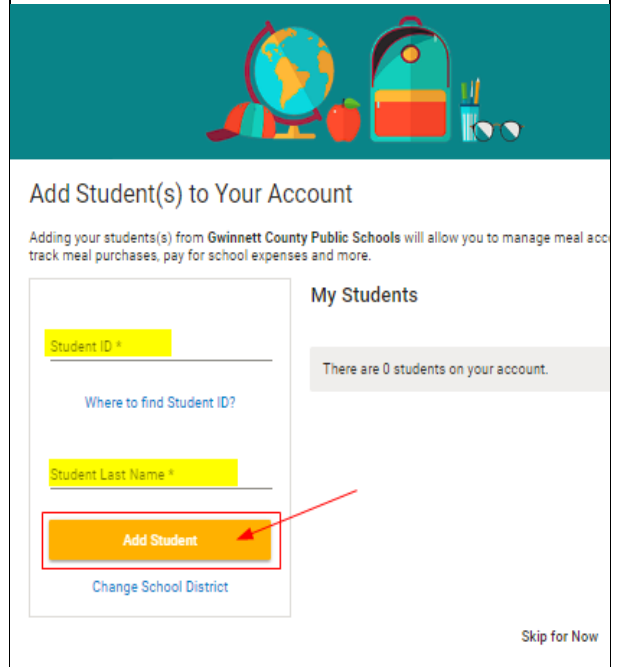 Add Student(s) to Your Account
Adding your students(s) from Gwinnett County Public Schools will allow you to manage meal
track meal purchases, pay for school expenses and more.
My Students
Student ID *
There are 0 students on your account.
Where to find Student ID?
Student Last Name *
Add Student
Change School District
Skip for Now